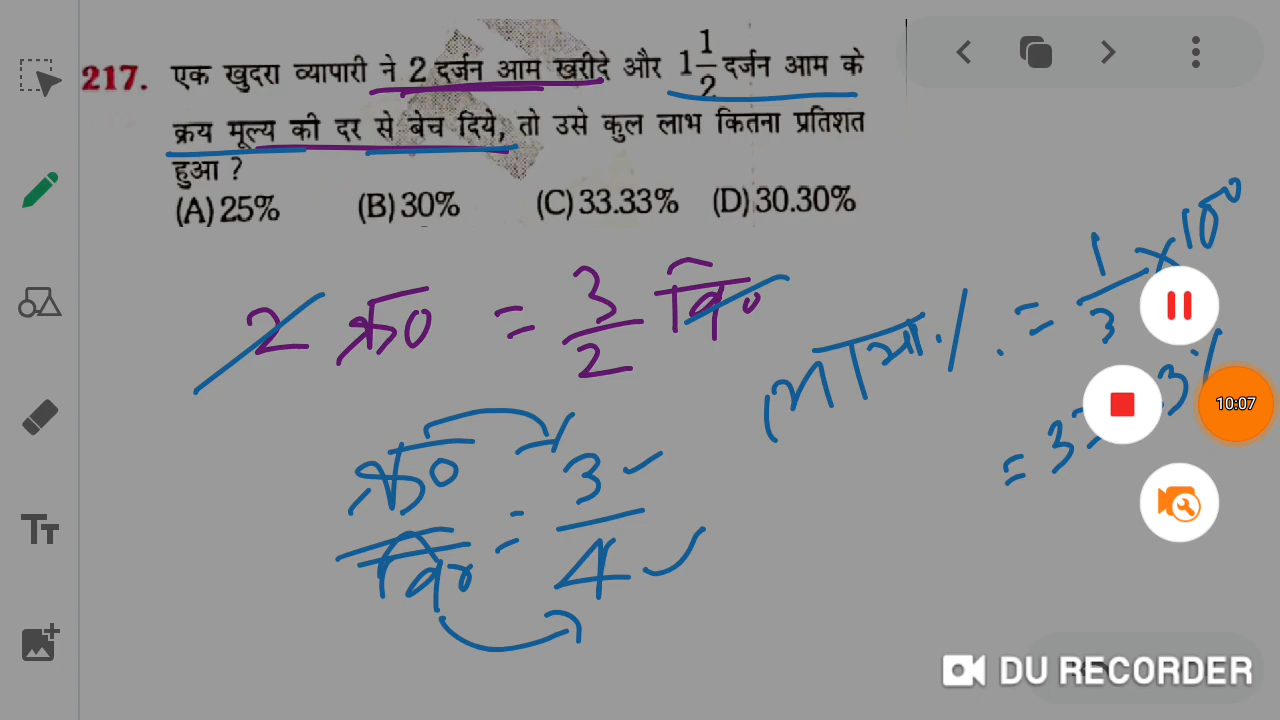 217. एक खुदरा व्यापारी ने 2 दर्जन आम खरीदे और 1 1/2 दर्जन आम के
क्रय मूल्य की दर से बेच दिये, तो उसे कुल लाभ कितना प्रतिशत
हुआ ?
(A) 25% (B) 30% (C) 33.33% (D) 30.30%
2 क्र० = 3/2 वि०
क्र०/वि० = 3/4
= 1/3 × 100
10:07
Tт
DU RECORDER